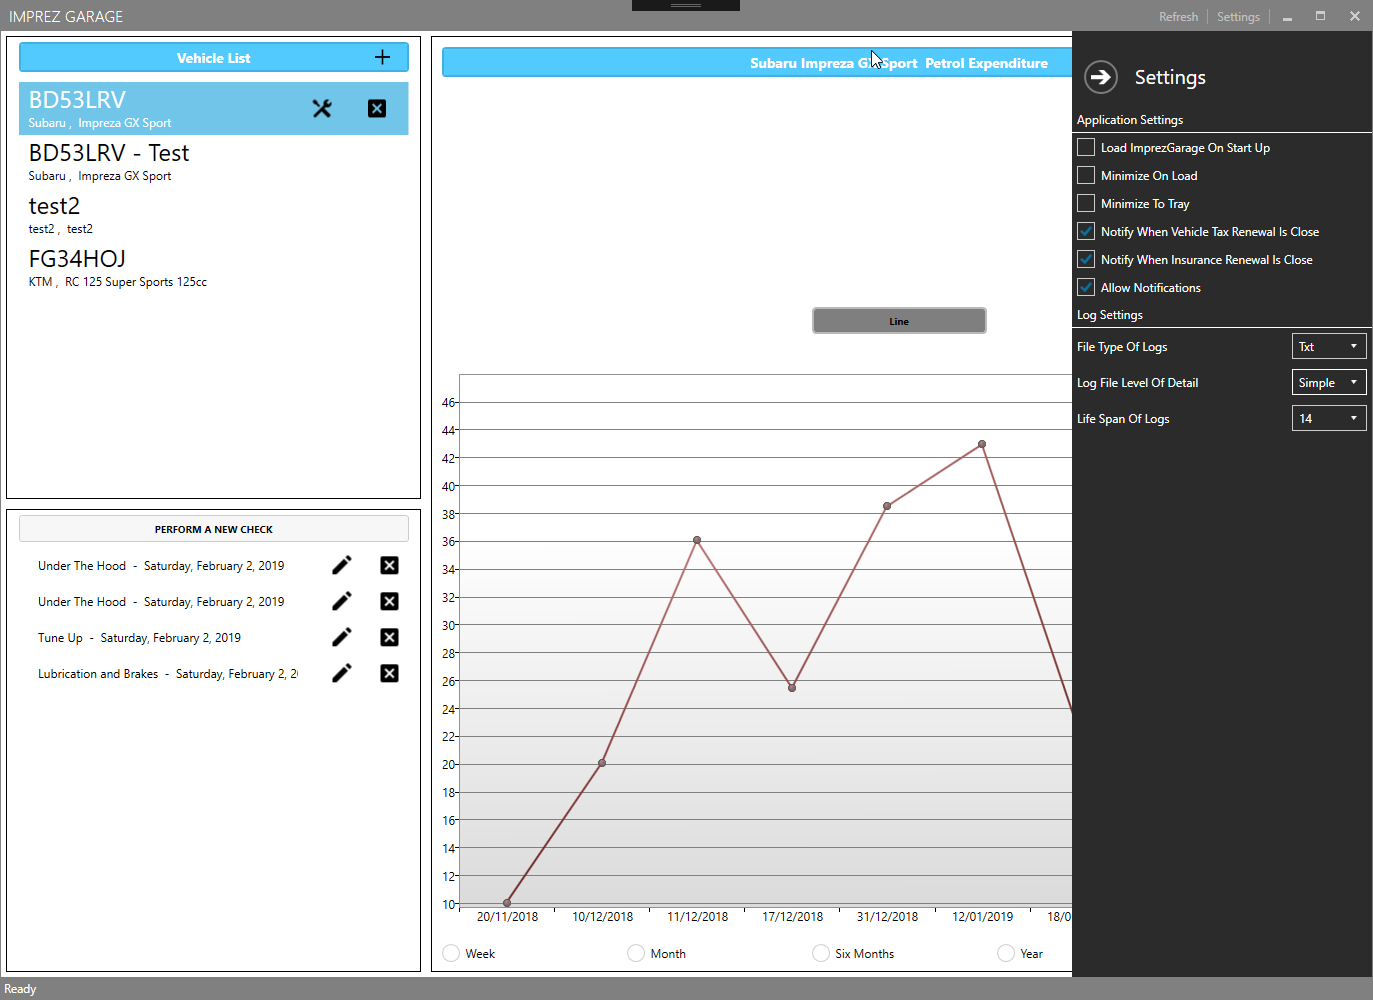 IMPREZ GARAGE
Refresh
Settings
Vehicle List
BD53LRV
Subaru , Impreza GX Sport
BD53LRV - Test
Subaru , Impreza GX Sport
test2
test2 , test2
FG34HOJ
KTM , RC 125 Super Sports 125cc
PERFORM A NEW CHECK
Under The Hood - Saturday, February 2, 2019
Under The Hood - Saturday, February 2, 2019
Tune Up - Saturday, February 2, 2019
Lubrication and Brakes - Saturday, February 2, 2
Subaru Impreza G Sport Petrol Expenditure
Line
46
44
42
40
38
36
34
32
30
28
26
24
22
20
18
16
14
12
10
20/11/2018 10/12/2018 11/12/2018 17/12/2018 31/12/2018 12/01/2019 18/0
Week
Month
Six Months
Year
Settings
Application Settings
Load ImprezGarage On Start Up
Minimize On Load
Minimize To Tray
Notify When Vehicle Tax Renewal Is Close
Notify When Insurance Renewal Is Close
Allow Notifications
Log Settings
File Type Of Logs Txt
Log File Level Of Detail Simple
Life Span Of Logs 14
Ready